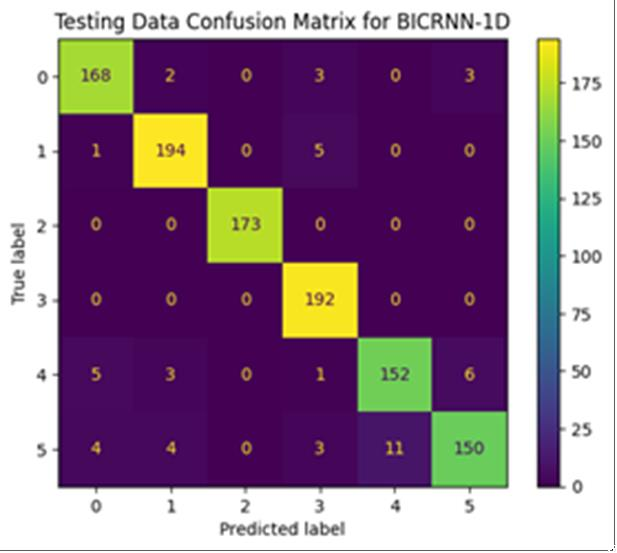 Testing Data Confusion Matrix for BICRNN-1D
0 168 2 0 3 0 3
1 1 194 0 5 0 0
2 0 0 173 0 0 0
3 0 0 0 192 0 0
4 5 3 0 1 152 6
5 4 4 0 3 11 150
0 1 2 3 4 5
Predicted label
True label
175
150
125
100
75
50
25
0